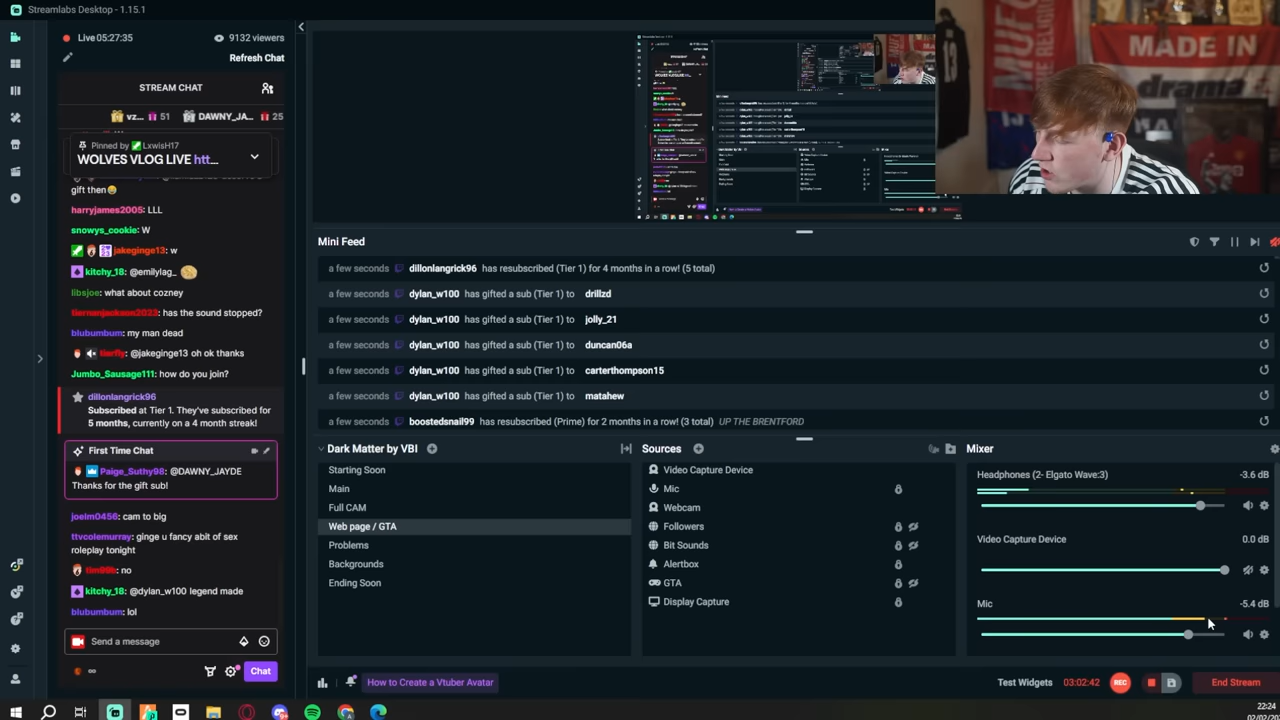 Streamlabs Desktop - 1.15.1
Live 05:27:35
9132 viewers
Refresh Chat
STREAM CHAT
vz... 51
DAWNY_JA... 25
Pinned by LxwisH17
WOEES VLOG LIVE htt...
gift then
harryjames2005: LLL
snowys_cookie: W
jakeginge13: w
kitchy_18: @emilylag_
libsjoe: what about cozney
tiernanjackson2023: has the sound stopped?
blubumbum: my man dead
tierfly: @jakeginge13 oh ok thanks
Jumbo_Sausage111: how do you join?
dillonlangrick96
Subscribed at Tier 1. They've subscribed for
5 months, currently on a 4 month streak!
First Time Chat
Paige_Suthy98: @DAWNY_JAYDE
Thanks for the gift sub!
joelm0456: cam to big
ttvcolemurray: ginge u fancy abit of sex
roleplay tonight
no
kitchy_18: @dylan_w100 legend made
blubumbum: lol
Send a message
Chat
MADE IN
Mini Feed
a few seconds dillonlangrick96 has resubscribed (Tier 1) for 4 months in a row! (5 total)
a few seconds dylan_w100 has gifted a sub (Tier 1) to drillzd
a few seconds dylan_w100 has gifted a sub (Tier 1) to jolly_21
a few seconds dylan_w100 has gifted a sub (Tier 1) to duncan06a
a few seconds dylan_w100 has gifted a sub (Tier 1) to carterthompson15
a few seconds dylan_w100 has gifted a sub (Tier 1) to matahew
a few seconds boostedsnail99 has resubscribed (Prime) for 2 months in a row! (3 total) UP THE BRENTFORD
Dark Matter by VBI
Starting Soon
Main
Full CAM
Web page / GTA
Problems
Backgrounds
Ending Soon
Sources
Video Capture Device
Mic
Webcam
Followers
Bit Sounds
Alertbox
GTA
Display Capture
Mixer
Headphones (2- Elgato Wave:3) -3.6 dB
Video Capture Device 0.0 dB
Mic -5.4 dB
How to Create a Vtuber Avatar
Test Widgets
03:02:42
REC
End Stream
22:24